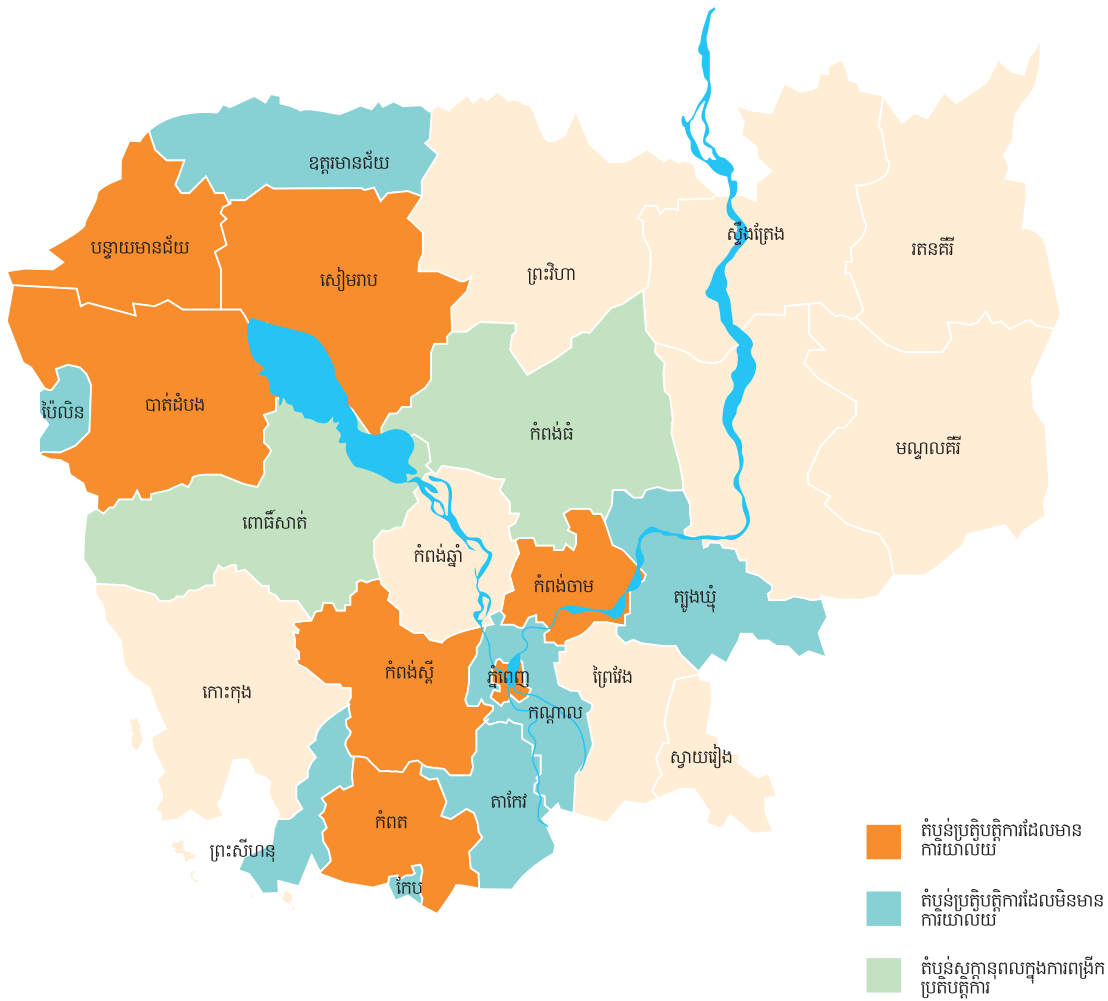 ឧត្តរមានជ័យ
ស្ទឹងត្រែង
បន្ទាយមានជ័យ
រតនគីរី
សៀមរាប
ព្រះវិហា
ប៉ៃលិន
បាត់ដំបង
កំពង់ធំ
មណ្ឌលគីរី
ពោធិ៍សាត់
កំពង់ឆ្នាំ
កំពង់ចាម
ត្បូងឃ្មុំ
កំពង់ស្ពឺ
ភ្នំពេញ
ព្រៃវែង
កោះកុង
កណ្តាល
ស្វាយរៀង
តាកែវ
កំពត
ព្រះសីហនុ
កែប
តំបន់ប្រតិបត្តិការដែលមាន
ការិយាល័យ
តំបន់ប្រតិបត្តិការដែលមិនមាន
ការិយាល័យ
តំបន់សក្តានុពលក្នុងការពង្រីក
ប្រតិបត្តិការ